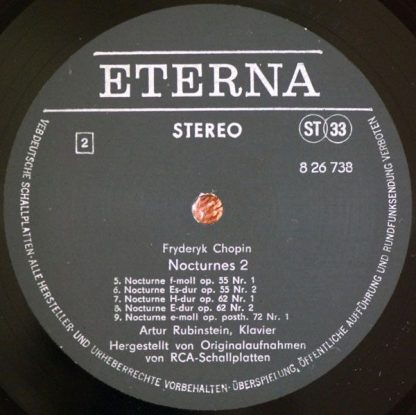 ETERNA
2
STEREO
ST 33
8 26 738
Fryderyk Chopin
Nocturnes 2
5. Nocturne f-moll op. 55 Nr. 1
6. Nocturne Es-dur op. 55 Nr. 2
7. Nocturne H-dur op. 62 Nr. 1
8. Nocturne E-dur op. 62 Nr. 2
9. Nocturne e-moll op. posth. 72 Nr. 1
Artur Rubinstein, Klavier
Hergestellt von Originalaufnahmen
von RCA-Schallplatten
VEB DEUTSCHE SCHALLPLATTEN-ALLE HERSTELLER- UND URHEBERRECHTE VORBEHALTEN-ÜBERSPIELUNG, ÖFFENTLICHE AUFFÜHRUNG UND RUNDFUNKSENDUNG VERBOTEN